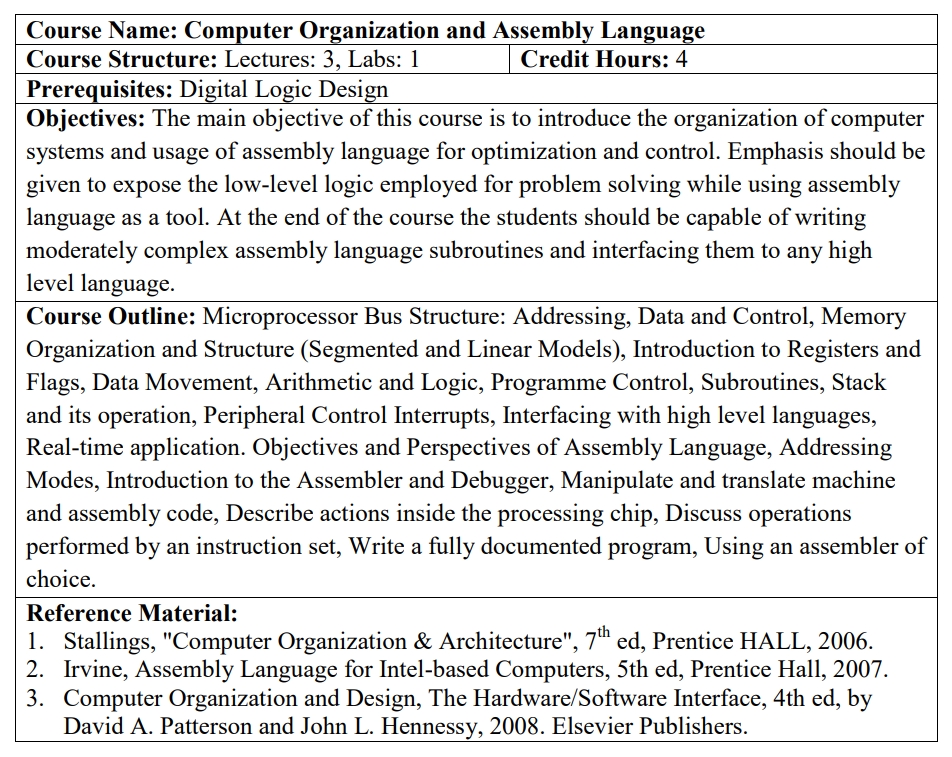 Course Name: Computer Organization and Assembly Language
Course Structure: Lectures: 3, Labs: 1 Credit Hours: 4
Prerequisites: Digital Logic Design
Objectives: The main objective of this course is to introduce the organization of computer
systems and usage of assembly language for optimization and control. Emphasis should be
given to expose the low-level logic employed for problem solving while using assembly
language as a tool. At the end of the course the students should be capable of writing
moderately complex assembly language subroutines and interfacing them to any high
level language.
Course Outline: Microprocessor Bus Structure: Addressing, Data and Control, Memory
Organization and Structure (Segmented and Linear Models), Introduction to Registers and
Flags, Data Movement, Arithmetic and Logic, Programme Control, Subroutines, Stack
and its operation, Peripheral Control Interrupts, Interfacing with high level languages,
Real-time application. Objectives and Perspectives of Assembly Language, Addressing
Modes, Introduction to the Assembler and Debugger, Manipulate and translate machine
and assembly code, Describe actions inside the processing chip, Discuss operations
performed by an instruction set, Write a fully documented program, Using an assembler of
choice.
Reference Material:
1. Stallings, "Computer Organization & Architecture", 7th ed, Prentice HALL, 2006.
2. Irvine, Assembly Language for Intel-based Computers, 5th ed, Prentice Hall, 2007.
3. Computer Organization and Design, The Hardware/Software Interface, 4th ed, by
David A. Patterson and John L. Hennessy, 2008. Elsevier Publishers.